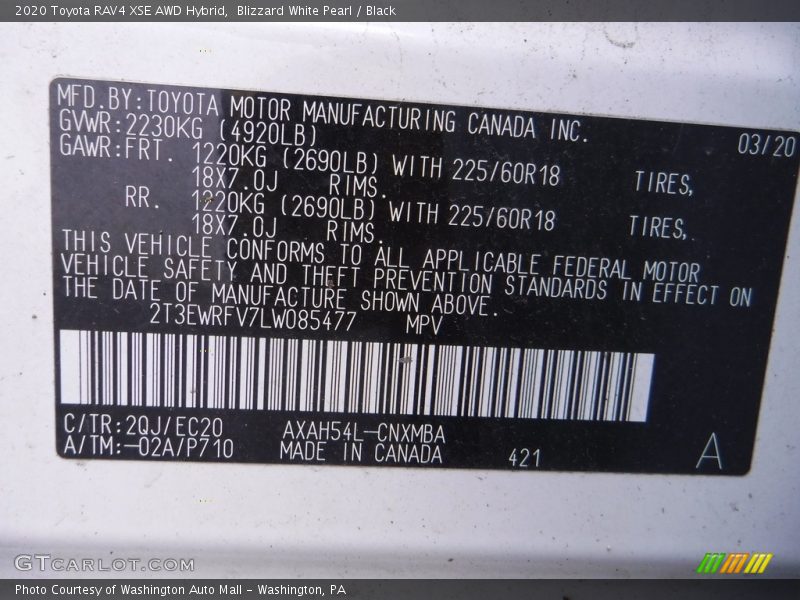 2020 Toyota RAV4 XSE AWD Hybrid,  Blizzard White Pearl / Black
MFD.BY:TOYOTA MOTOR MANUFACTURING CANADA INC.
GVWR:2230KG (4920LB) 03/20
GAWR:FRT. 1220KG (2690LB) WITH 225/60R18 TIRES,
18X7.0J RIMS.
RR. 1220KG (2690LB) WITH 225/60R18 TIRES,
18X7.0J RIMS.
THIS VEHICLE CONFORMS TO ALL APPLICABLE FEDERAL MOTOR
VEHICLE SAFETY AND THEFT PREVENTION STANDARDS IN EFFECT ON
THE DATE OF MANUFACTURE SHOWN ABOVE.
2T3EWRFV7LW085477 MPV
C/TR:2QJ/EC20 AXAH54L-CNXMBA
A/TM:-02A/P710 MADE IN CANADA 421 A
GTCARLOT.COM
Photo Courtesy of Washington Auto Mall - Washington, PA